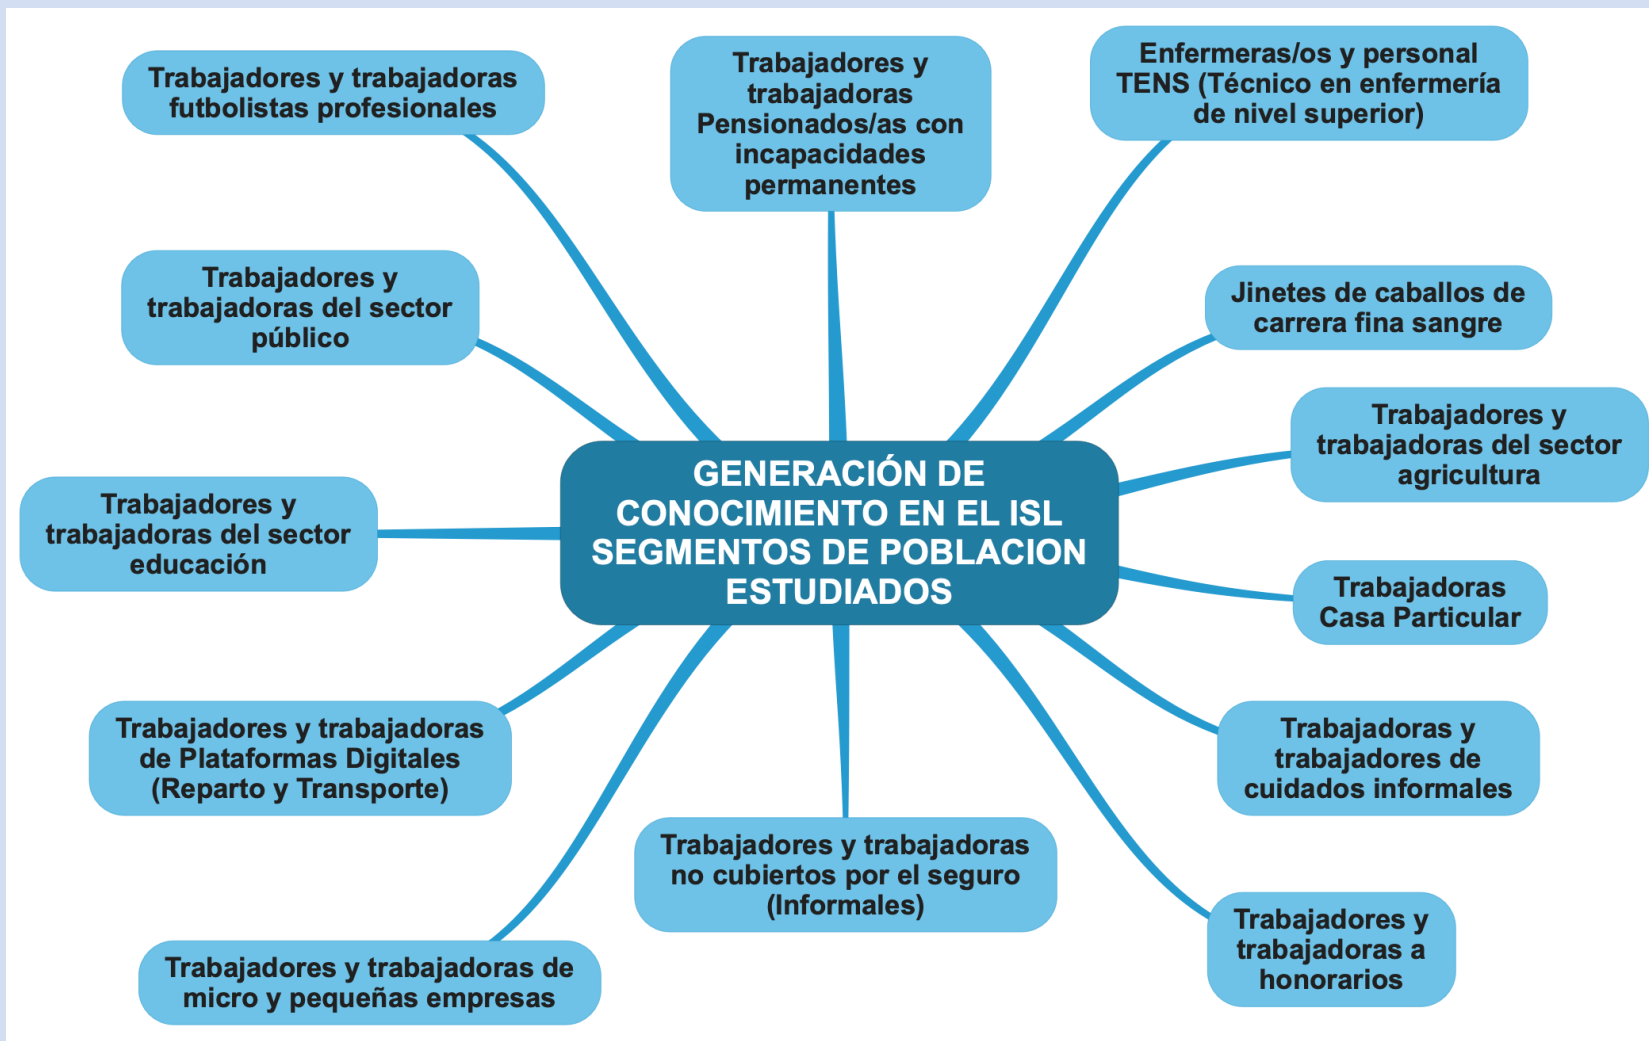 Trabajadores y trabajadoras
futbolistas profesionales
Trabajadores y
trabajadoras
Pensionados/as con
incapacidades
permanentes
Enfermeras/os y personal
TENS (Técnico en enfermería
de nivel superior)
Trabajadores y
trabajadoras del sector
público
Jinetes de caballos de
carrera fina sangre
Trabajadores y
trabajadoras del sector
agricultura
GENERACIÓN DE
CONOCIMIENTO EN EL ISL
SEGMENTOS DE POBLACION
ESTUDIADOS
Trabajadores y
trabajadoras del sector
educación
Trabajadoras
Casa Particular
Trabajadores y trabajadoras
de Plataformas Digitales
(Reparto y Transporte)
Trabajadoras y
trabajadores de
cuidados informales
Trabajadores y trabajadoras
no cubiertos por el seguro
(Informales)
Trabajadores y
trabajadoras a
honorarios
Trabajadores y trabajadoras de
micro y pequeñas empresas